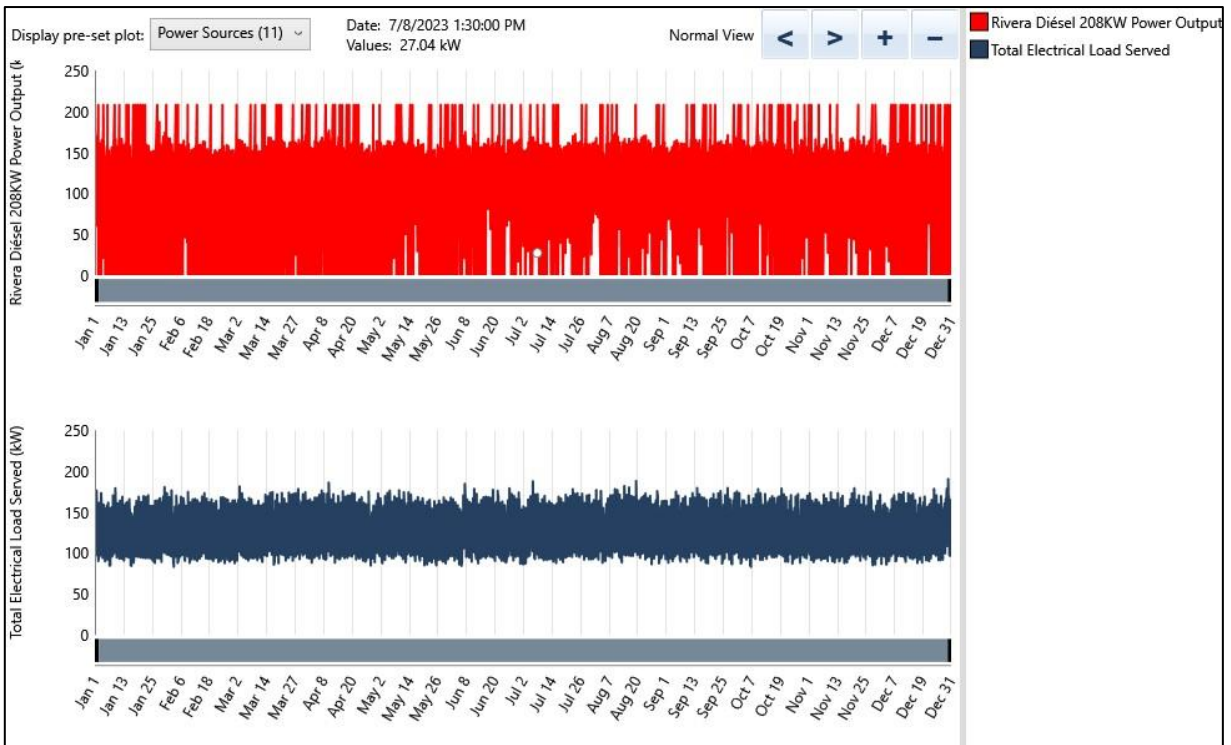 Display pre-set plot: Power Sources (11)
Date: 7/8/2023 1:30:00 PM
Values: 27.04 kW
Normal View < > + −
Rivera Diésel 208KW Power Output
Total Electrical Load Served
Rivera Diésel 208KW Power Output (k
250
200
150
100
50
0
Jan 1 Jan 13 Jan 25 Feb 6 Feb 18 Mar 2 Mar 14 Mar 27 Apr 8 Apr 20 May 2 May 14 May 26 Jun 8 Jun 20 Jul 2 Jul 14 Jul 26 Aug 7 Aug 20 Sep 1 Sep 13 Sep 25 Oct 7 Oct 19 Nov 1 Nov 13 Nov 25 Dec 7 Dec 19 Dec 31
Total Electrical Load Served (kW)
250
200
150
100
50
0
Jan 1 Jan 13 Jan 25 Feb 6 Feb 18 Mar 2 Mar 14 Mar 27 Apr 8 Apr 20 May 2 May 14 May 26 Jun 8 Jun 20 Jul 2 Jul 14 Jul 26 Aug 7 Aug 20 Sep 1 Sep 13 Sep 25 Oct 7 Oct 19 Nov 1 Nov 13 Nov 25 Dec 7 Dec 19 Dec 31